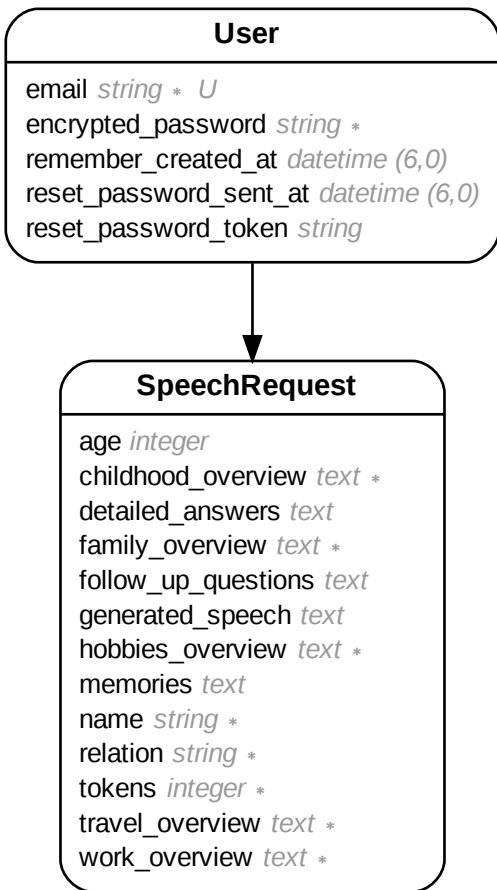 User
email string * U
encrypted_password string *
remember_created_at datetime (6,0)
reset_password_sent_at datetime (6,0)
reset_password_token string
SpeechRequest
age integer
childhood_overview text *
detailed_answers text
family_overview text *
follow_up_questions text
generated_speech text
hobbies_overview text *
memories text
name string *
relation string *
tokens integer *
travel_overview text *
work_overview text *